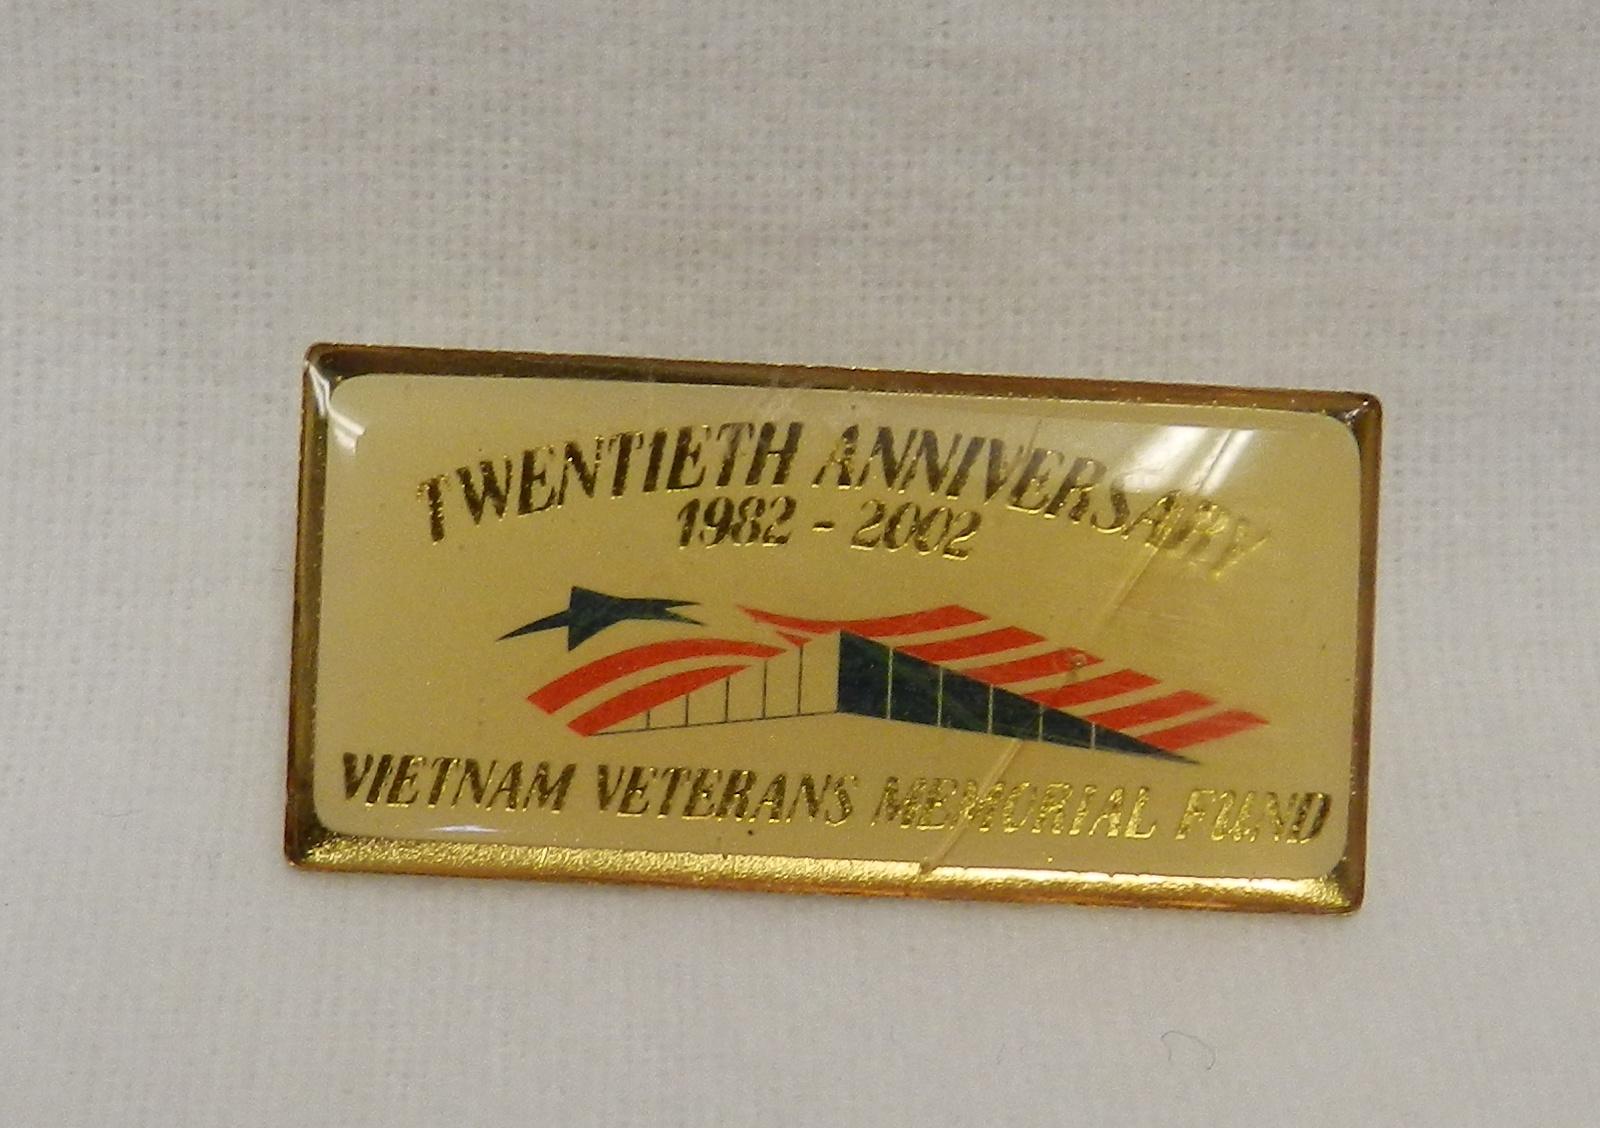 TWENTIETH ANNIVERSARY
1982 - 2002
VIETNAM VETERANS MEMORIAL FUND